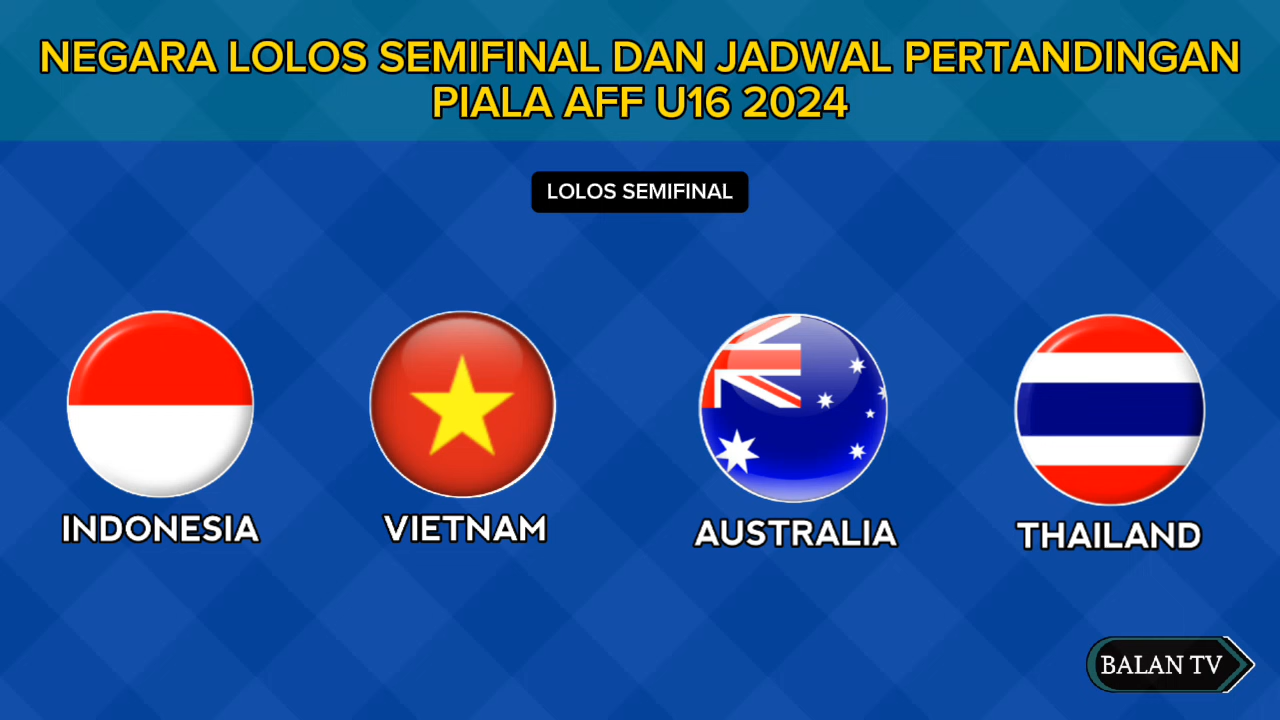 NEGARA LOLOS SEMIFINAL DAN JADWAL PERTANDINGAN
PIALA AFF U16 2024
LOLOS SEMIFINAL
INDONESIA
VIETNAM
AUSTRALIA
THAILAND
BALAN TV